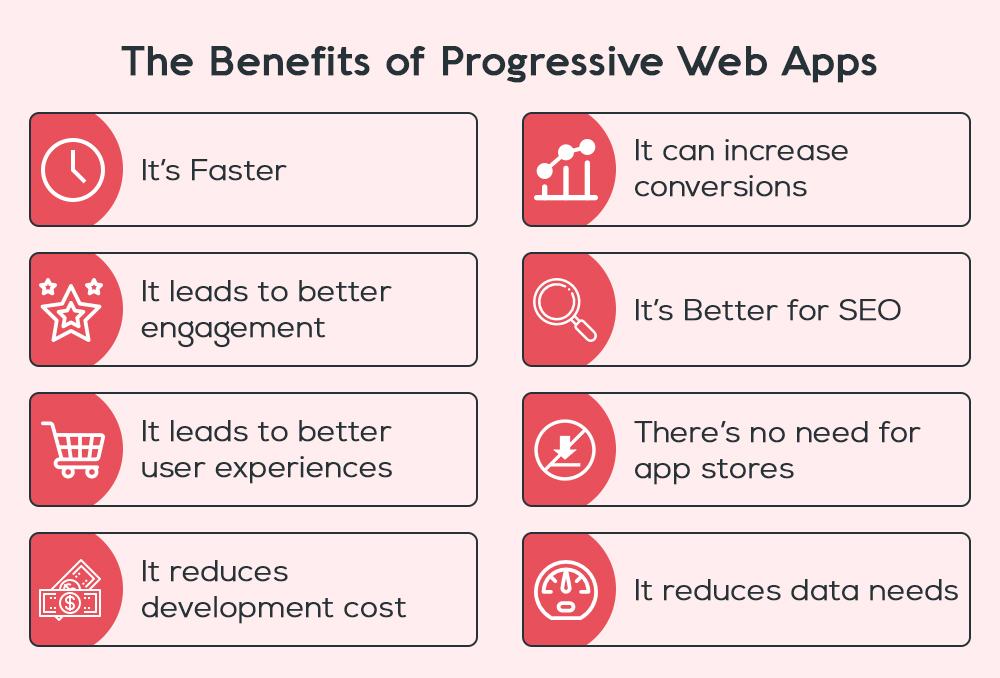 The Benefits of Progressive Web Apps
It's Faster
It can increase
conversions
It leads to better
engagement
It's Better for SEO
It leads to better
user experiences
There's no need for
app stores
It reduces
development cost
It reduces data needs
$